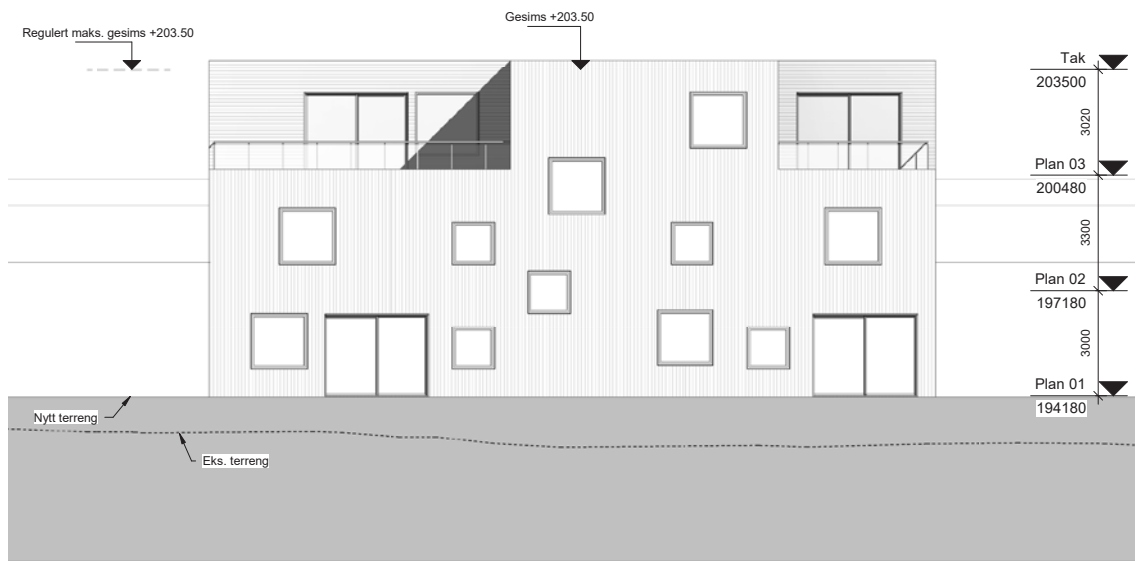 Gesims +203.50
Regulert maks. gesims +203.50
Tak
203500
3020
Plan 03
200480
3300
Plan 02
197180
3000
Plan 01
194180
Nytt terreng
Eks. terreng